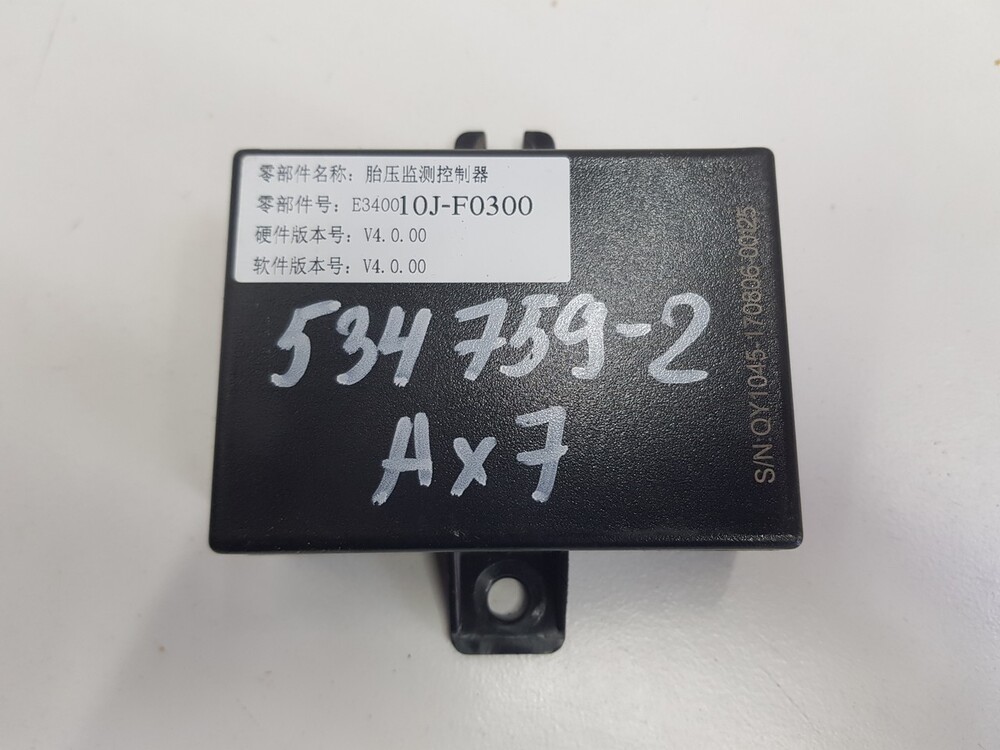 零部件名称：胎压监测控制器
零部件号：E340010J-F0300
硬件版本号：V4.0.00
软件版本号：V4.0.00
534 759-2
Ax7
S/N:QY1045-170806-00125